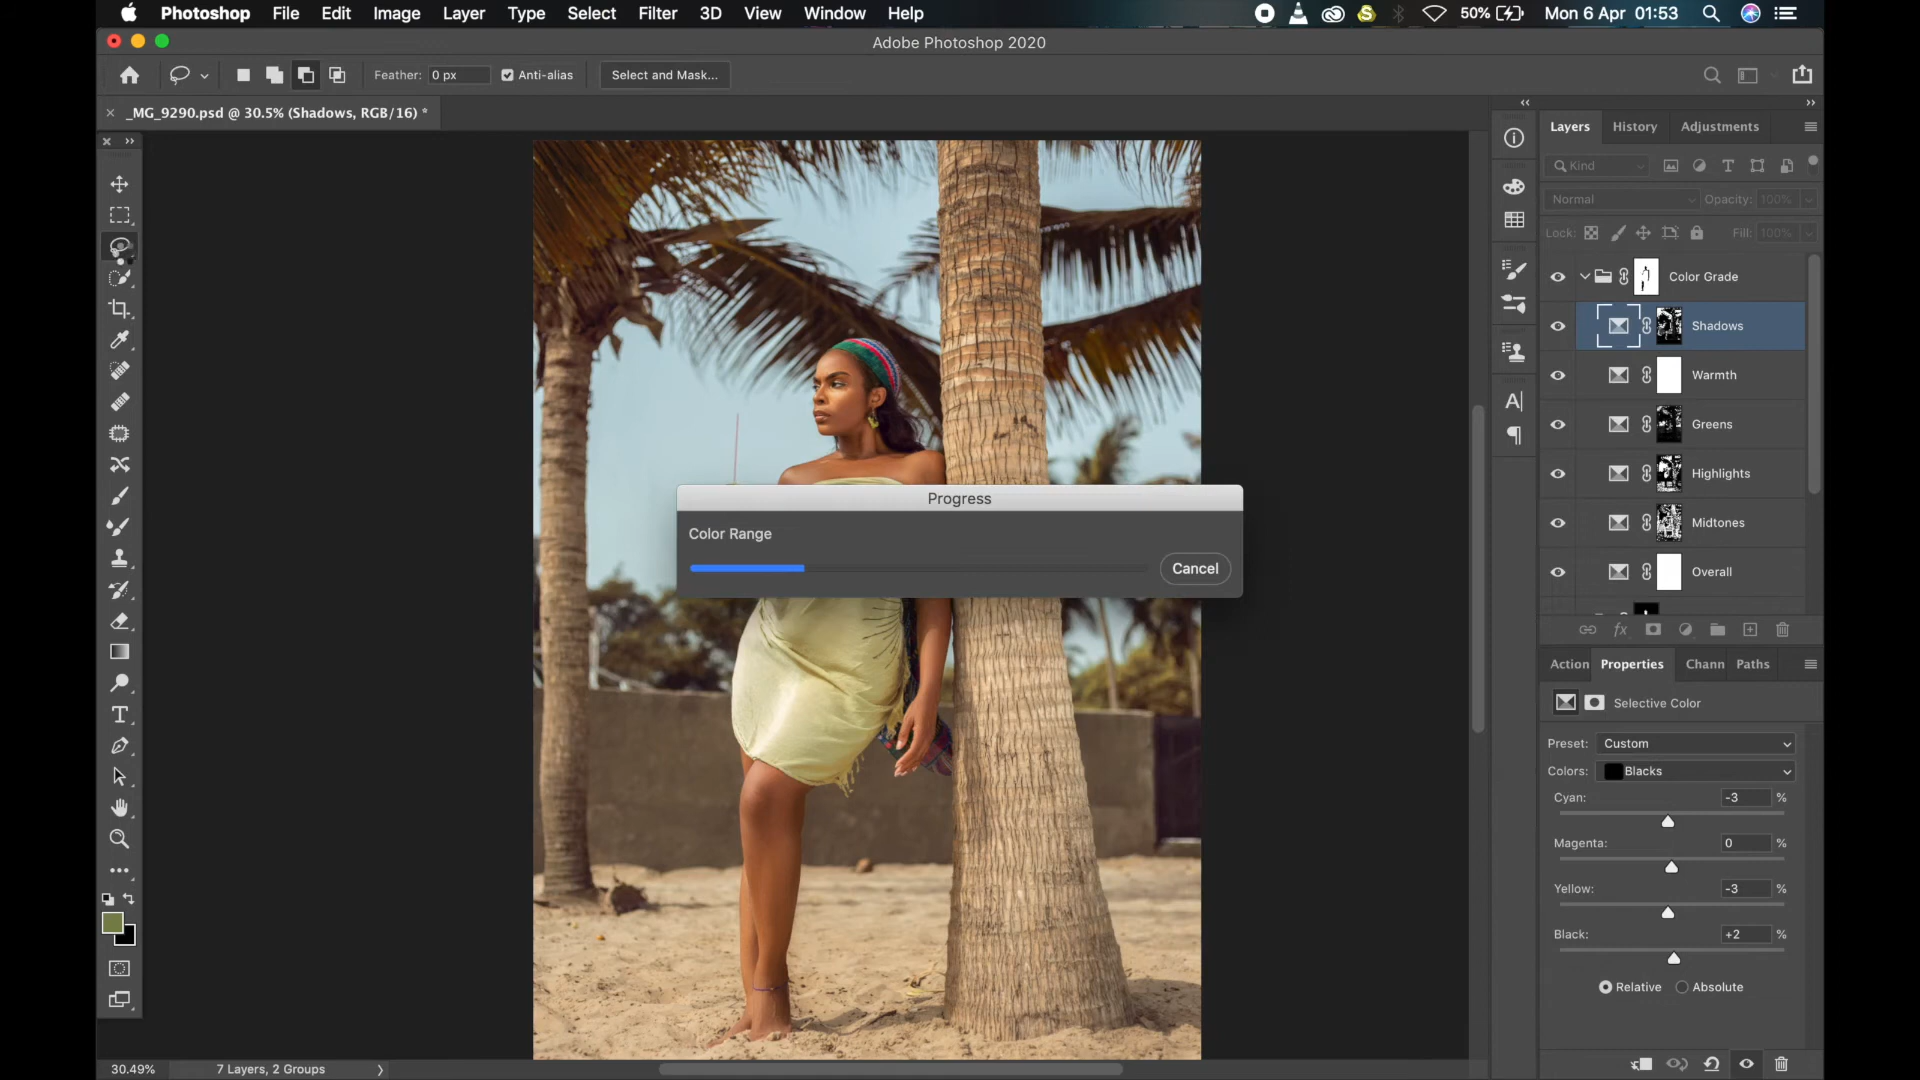 Photoshop File Edit Image Layer Type Select Filter 3D View Window Help 50% Mon 6 Apr 01:53
Adobe Photoshop 2020
Feather: 0 px Anti-alias Select and Mask...
_MG_9290.psd @ 30.5% (Shadows, RGB/16) *
Layers History Adjustments
Kind
Normal Opacity: 100%
Lock: Fill: 100%
Color Grade
Shadows
Warmth
Greens
Highlights
Midtones
Overall
Progress
Color Range
Cancel
fx
Action Properties Chann Paths
Selective Color
Preset: Custom
Colors: Blacks
Cyan: -3 %
Magenta: 0 %
Yellow: -3 %
Black: +2 %
Relative Absolute
30.49% 7 Layers, 2 Groups